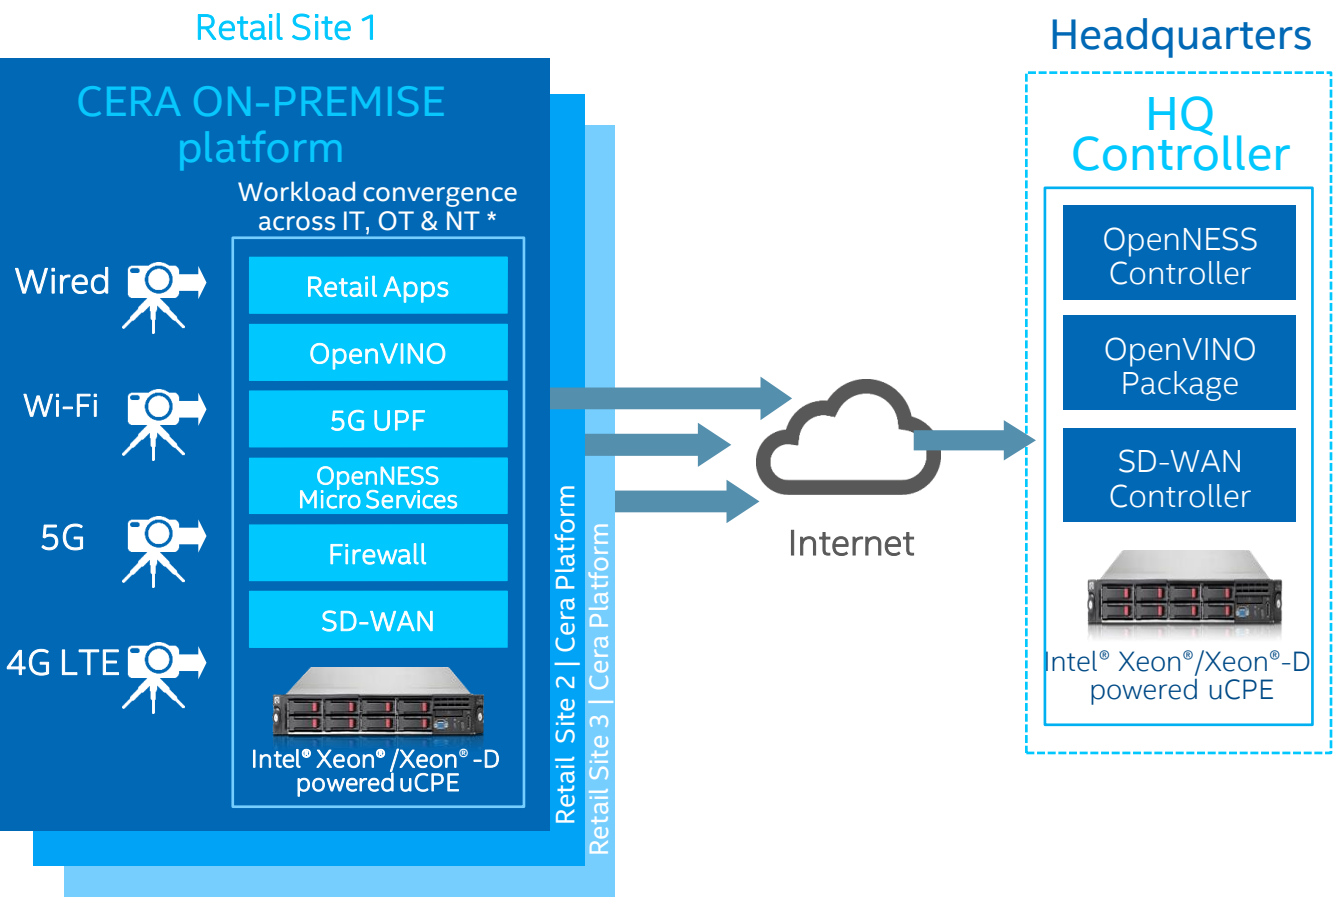 Retail Site 1
CERA ON-PREMISE
platform
Workload convergence
across IT, OT & NT *
Wired
Wi-Fi
5G
4G LTE
Retail Apps
OpenVINO
5G UPF
OpenNESS
Micro Services
Firewall
SD-WAN
Intel® Xeon® /Xeon® -D
powered uCPE
Retail Site 2 | Cera Platform
Retail Site 3 | Cera Platform
Internet
Headquarters
HQ
Controller
OpenNESS
Controller
OpenVINO
Package
SD-WAN
Controller
Intel® Xeon®/Xeon®-D
powered uCPE